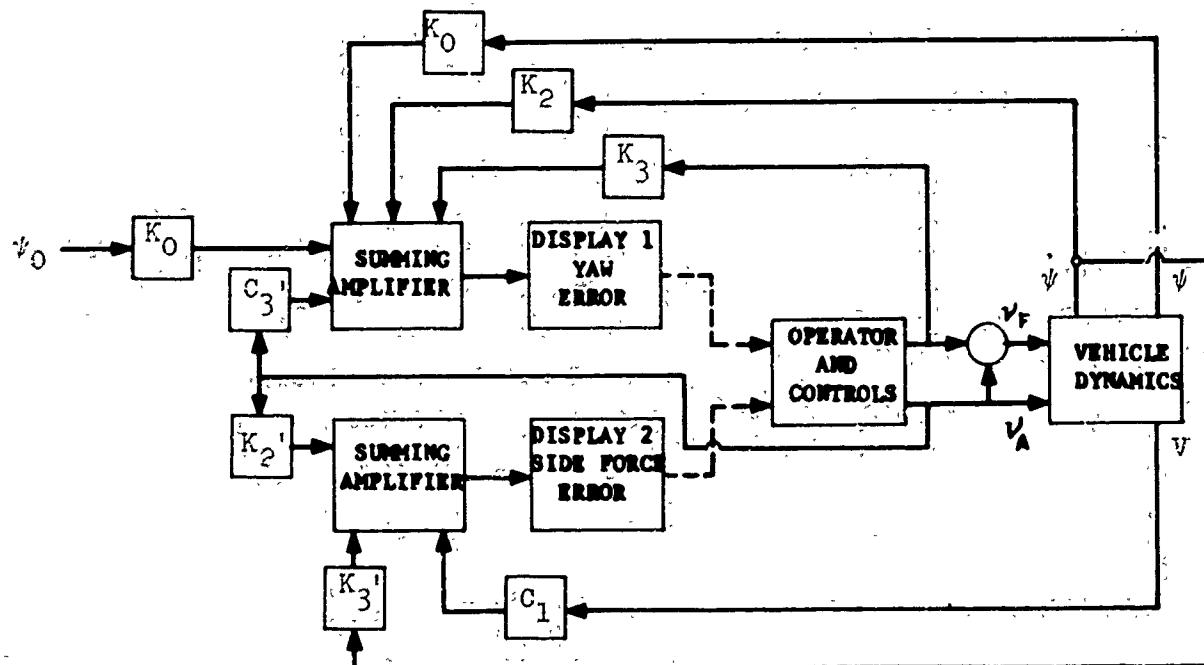 K0
K2
K3
ψ0
K0
SUMMING
AMPLIFIER
DISPLAY 1
YAW
ERROR
C3'
ψ̇
ψ
OPERATOR
AND
CONTROLS
νF
VEHICLE
DYNAMICS
νA
K2'
SUMMING
AMPLIFIER
DISPLAY 2
SIDE FORCE
ERROR
V
K3'
C1